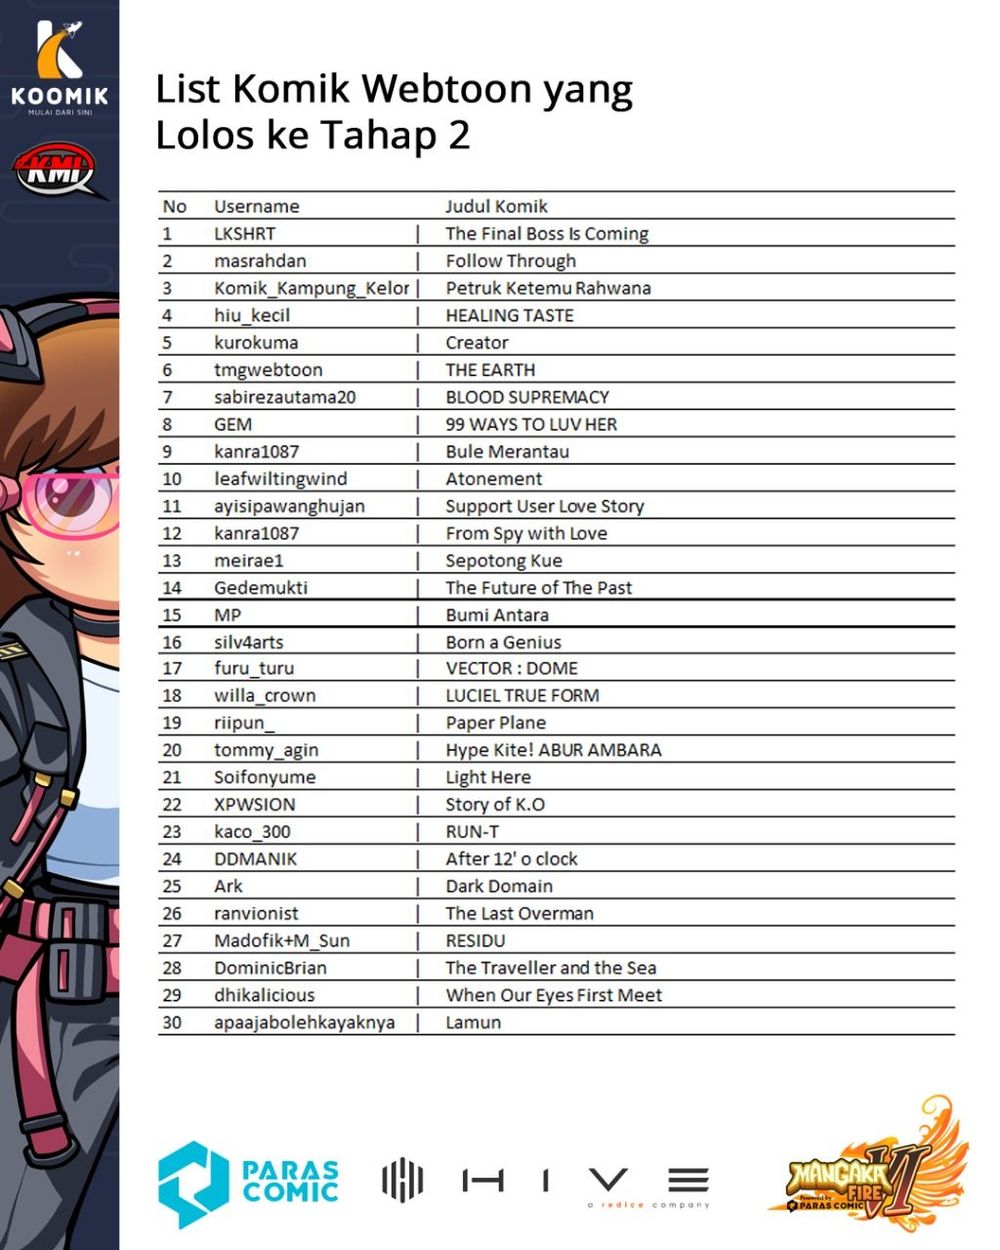 KOOMIK
MULAI DARI SINI
KMI
List Komik Webtoon yang
Lolos ke Tahap 2
No Username Judul Komik
1 LKSHRT | The Final Boss Is Coming
2 masrahdan | Follow Through
3 Komik_Kampung_Kelor | Petruk Ketemu Rahwana
4 hiu_kecil | HEALING TASTE
5 kurokuma | Creator
6 tmgwebtoon | THE EARTH
7 sabirezautama20 | BLOOD SUPREMACY
8 GEM | 99 WAYS TO LUV HER
9 kanra1087 | Bule Merantau
10 leafwiltingwind | Atonement
11 ayisipawanghujan | Support User Love Story
12 kanra1087 | From Spy with Love
13 meirae1 | Sepotong Kue
14 Gedemukti | The Future of The Past
15 MP | Bumi Antara
16 silv4arts | Born a Genius
17 furu_turu | VECTOR : DOME
18 willa_crown | LUCIEL TRUE FORM
19 riipun_ | Paper Plane
20 tommy_agin | Hype Kite! ABUR AMBARA
21 Soifonyume | Light Here
22 XPWSION | Story of K.O
23 kaco_300 | RUN-T
24 DDMANIK | After 12' o clock
25 Ark | Dark Domain
26 ranvionist | The Last Overman
27 Madofik+M_Sun | RESIDU
28 DominicBrian | The Traveller and the Sea
29 dhikalicious | When Our Eyes First Meet
30 apaajabolehkayaknya | Lamun
PARAS
COMIC
HIVE
a redice company
MANGAKA
FIRE VI
Powered by
PARAS COMIC